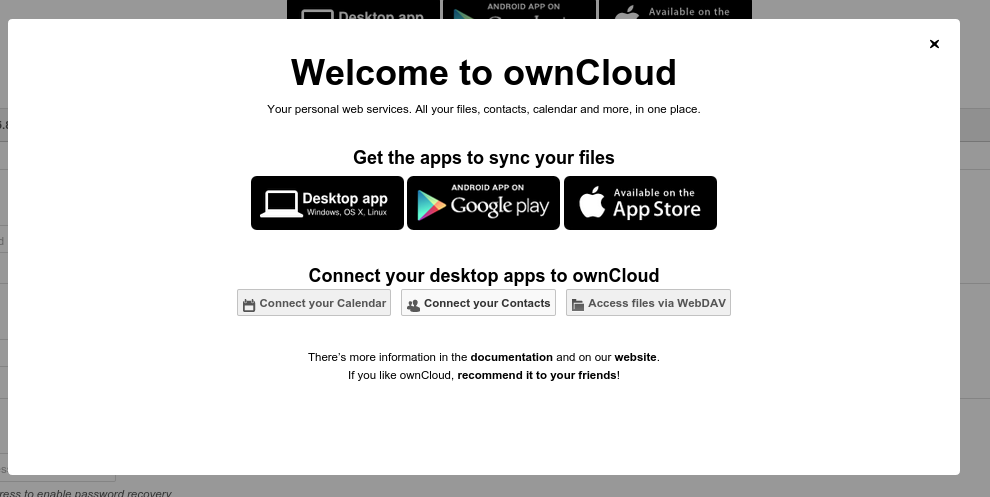 Desktop app
ANDROID APP ON
Available on the
×
Welcome to ownCloud
Your personal web services. All your files, contacts, calendar and more, in one place.
Get the apps to sync your files
Desktop app
Windows, OS X, Linux
ANDROID APP ON
Google play
Available on the
App Store
Connect your desktop apps to ownCloud
Connect your Calendar
Connect your Contacts
Access files via WebDAV
There's more information in the documentation and on our website.
If you like ownCloud, recommend it to your friends!
to enable password recovery